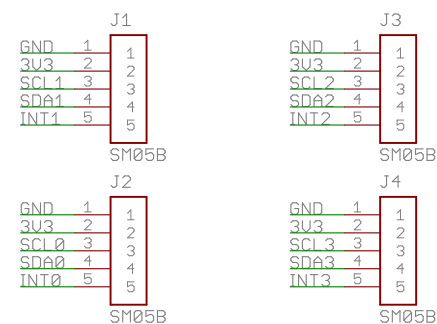 J1
GND 1 1
3V3 2 2
SCL1 3 3
SDA1 4 4
INT1 5 5
SM05B
J3
GND 1 1
3V3 2 2
SCL2 3 3
SDA2 4 4
INT2 5 5
SM05B
J2
GND 1 1
3V3 2 2
SCL0 3 3
SDA0 4 4
INT0 5 5
SM05B
J4
GND 1 1
3V3 2 2
SCL3 3 3
SDA3 4 4
INT3 5 5
SM05B